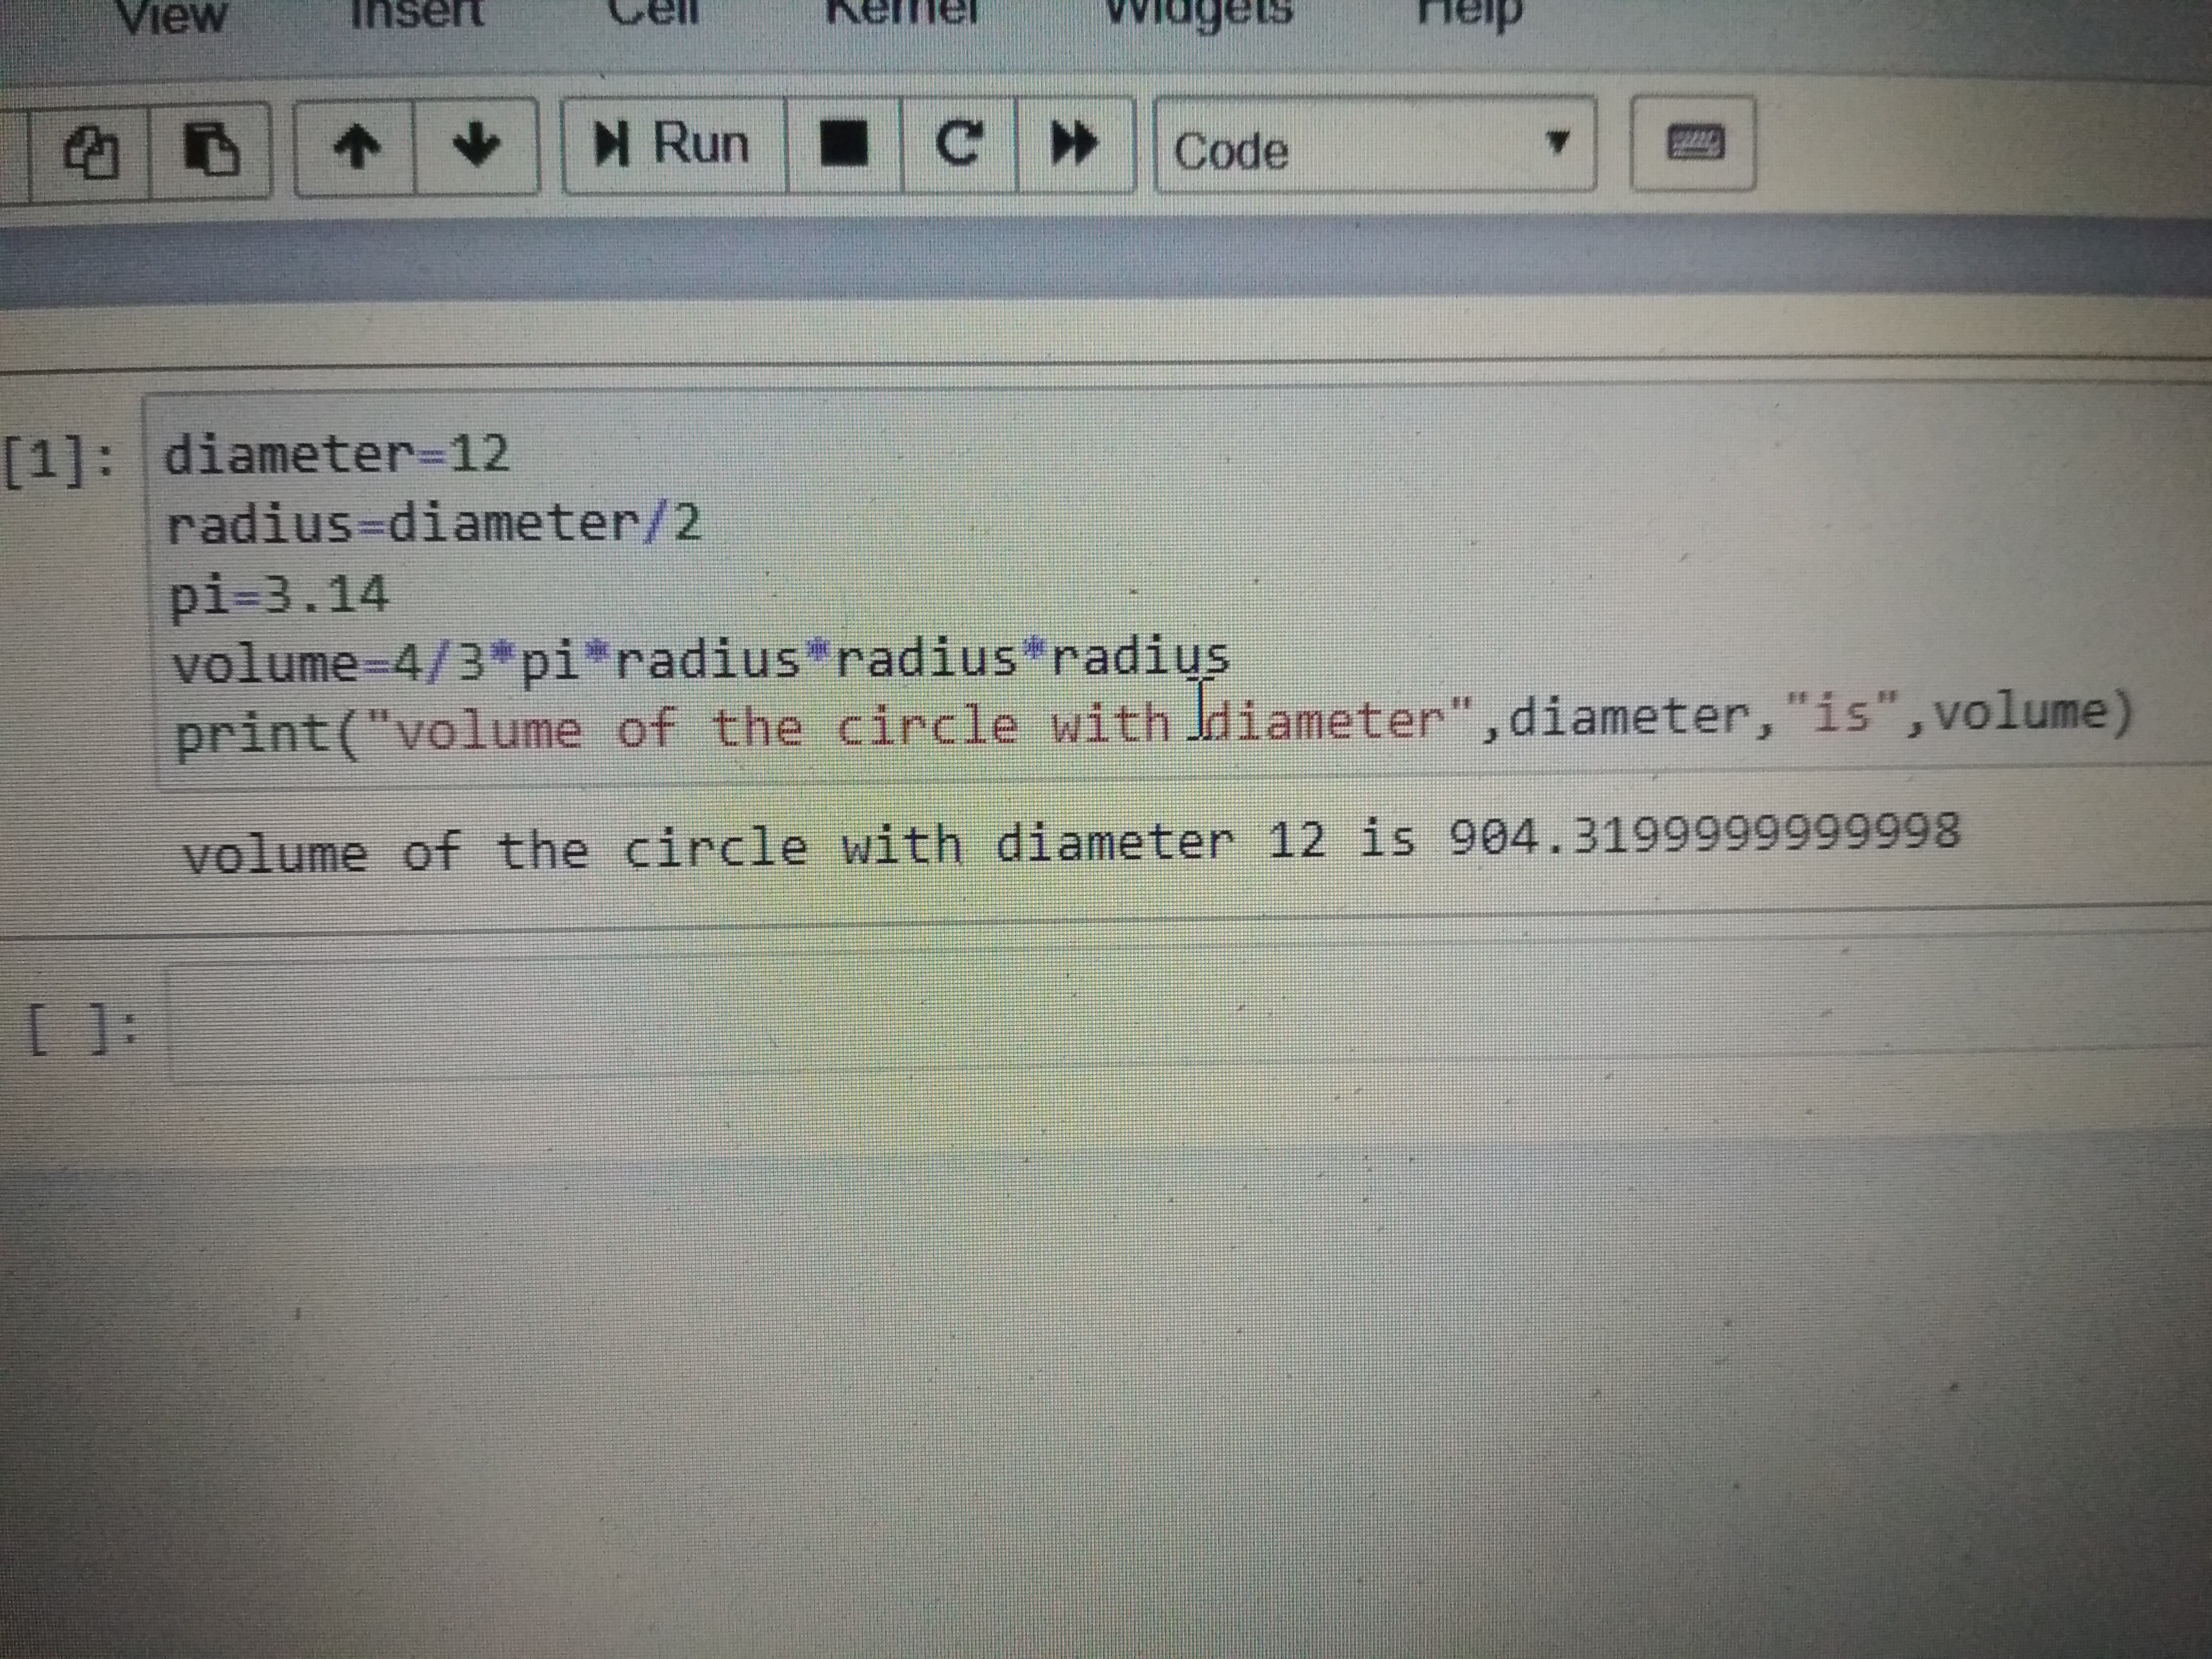 View Insert Cell Kernel Widgets Help
Run Code
[1]: diameter=12
radius=diameter/2
pi=3.14
volume=4/3*pi*radius*radius*radius
print("volume of the circle with diameter",diameter,"is",volume)
volume of the circle with diameter 12 is 904.3199999999998
[ ]: